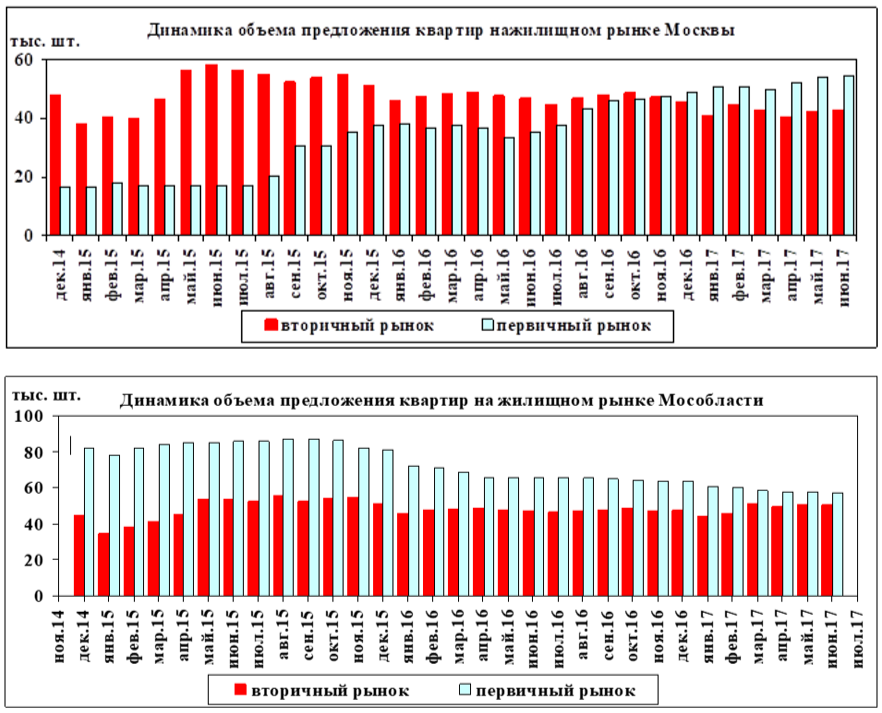 Динамика объема предложения квартир нажилищном рынке Москвы
тыс. шт.
60
40
20
0
дек.14 янв.15 фев.15 мар.15 апр.15 май.15 июн.15 июл.15 авг.15 сен.15 окт.15 ноя.15 дек.15 янв.16 фев.16 мар.16 апр.16 май.16 июн.16 июл.16 авг.16 сен.16 окт.16 ноя.16 дек.16 янв.17 фев.17 мар.17 апр.17 май.17 июн.17
вторичный рынок первичный рынок
тыс. шт.
Динамика объема предложения квартир на жилищном рынке Мособласти
100
80
60
40
20
0
ноя.14 дек.14 янв.15 фев.15 мар.15 апр.15 май.15 июн.15 июл.15 авг.15 сен.15 окт.15 ноя.15 дек.15 янв.16 фев.16 мар.16 апр.16 май.16 июн.16 июл.16 авг.16 сен.16 окт.16 ноя.16 дек.16 янв.17 фев.17 мар.17 апр.17 май.17 июн.17 июл.17
вторичный рынок первичный рынок